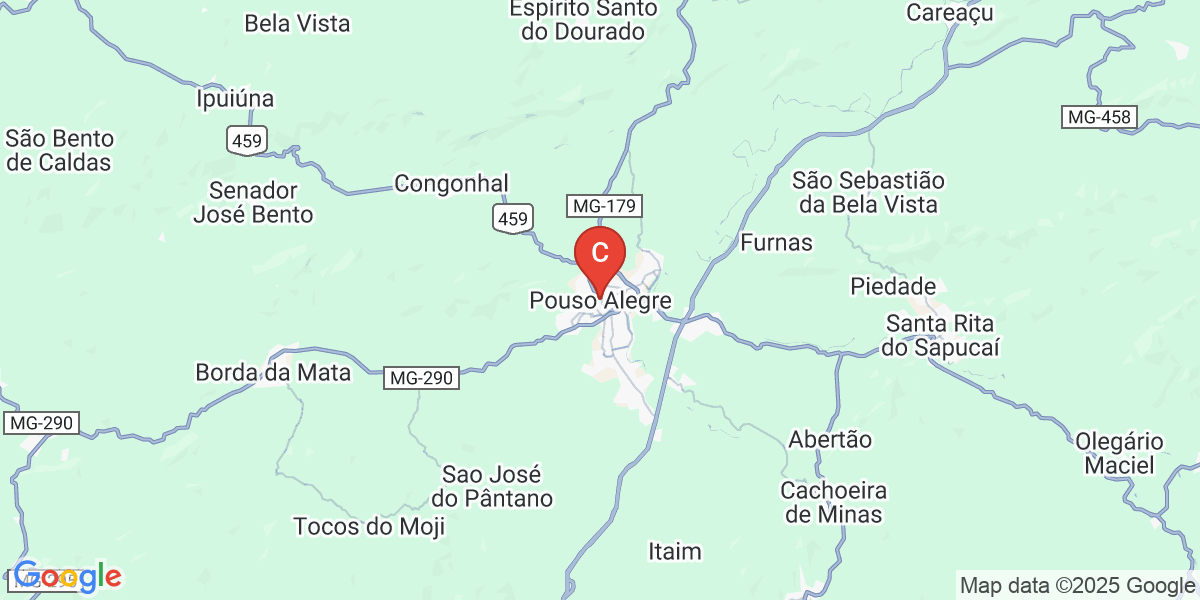 Espírito Santo
do Dourado
Careaçu
Bela Vista
Ipuiúna
MG-458
São Bento
de Caldas
459
Congonhal
São Sebastião
da Bela Vista
Senador
José Bento
MG-179
459
Furnas
C
Piedade
Pouso Alegre
Santa Rita
do Sapucaí
Borda da Mata
MG-290
MG-290
Abertão
Olegário
Maciel
Sao José
do Pântano
Cachoeira
de Minas
Tocos do Moji
Itaim
Google
Map data ©2025 Google